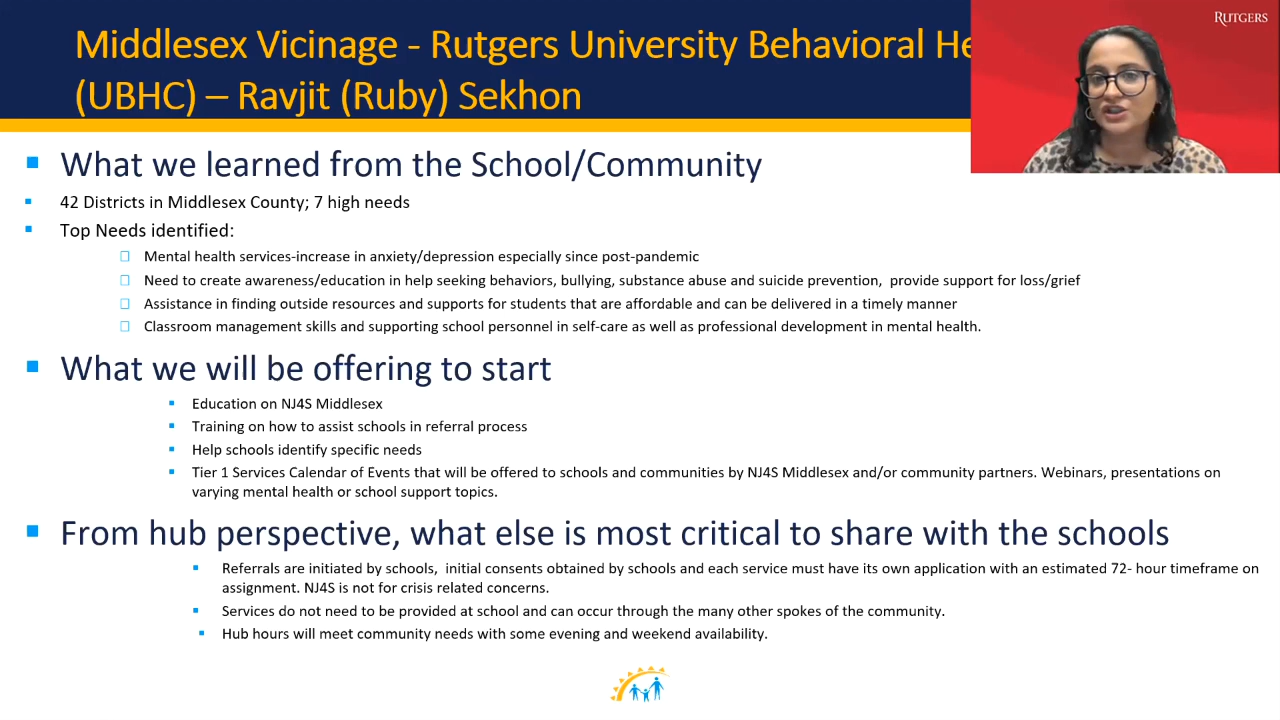 Middlesex Vicinage - Rutgers University Behavioral
(UBHC) – Ravjit (Ruby) Sekhon
RUTGERS
What we learned from the School/Community
42 Districts in Middlesex County; 7 high needs
Top Needs identified:
Mental health services-increase in anxiety/depression especially since post-pandemic
Need to create awareness/education in help seeking behaviors, bullying, substance abuse and suicide prevention, provide support for loss/grief
Assistance in finding outside resources and supports for students that are affordable and can be delivered in a timely manner
Classroom management skills and supporting school personnel in self-care as well as professional development in mental health.
What we will be offering to start
Education on NJ4S Middlesex
Training on how to assist schools in referral process
Help schools identify specific needs
Tier 1 Services Calendar of Events that will be offered to schools and communities by NJ4S Middlesex and/or community partners. Webinars, presentations on
varying mental health or school support topics.
From hub perspective, what else is most critical to share with the schools
Referrals are initiated by schools, initial consents obtained by schools and each service must have its own application with an estimated 72- hour timeframe on
assignment. NJ4S is not for crisis related concerns.
Services do not need to be provided at school and can occur through the many other spokes of the community.
Hub hours will meet community needs with some evening and weekend availability.